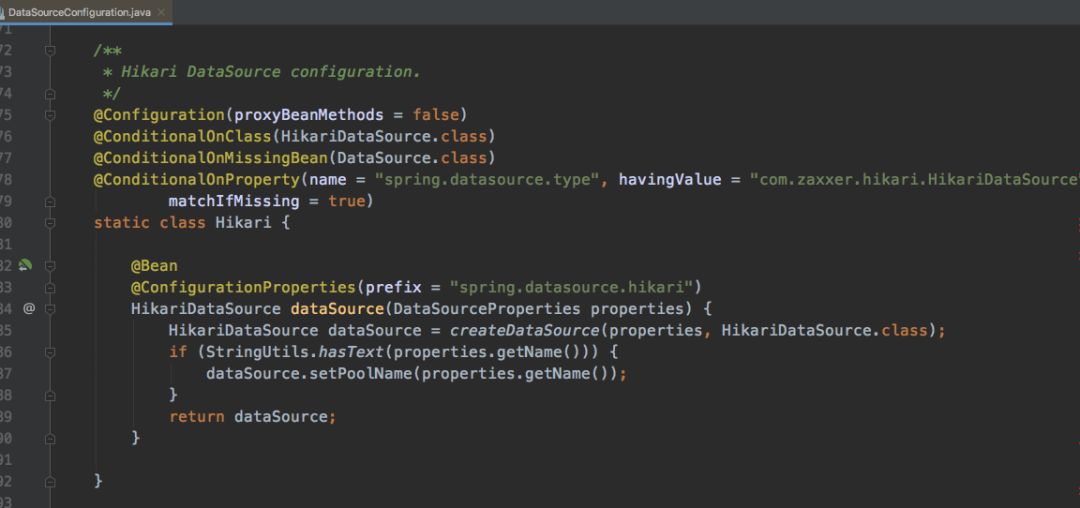 DataSourceConfiguration.java
71
72 /**
73 * Hikari DataSource configuration.
74 */
75 @Configuration(proxyBeanMethods = false)
76 @ConditionalOnClass(HikariDataSource.class)
77 @ConditionalOnMissingBean(DataSource.class)
78 @ConditionalOnProperty(name = "spring.datasource.type", havingValue = "com.zaxxer.hikari.HikariDataSource"
79 matchIfMissing = true)
80 static class Hikari {
81
82 @Bean
83 @ConfigurationProperties(prefix = "spring.datasource.hikari")
84 @ HikariDataSource dataSource(DataSourceProperties properties) {
85 HikariDataSource dataSource = createDataSource(properties, HikariDataSource.class);
86 if (StringUtils.hasText(properties.getName())) {
87 dataSource.setPoolName(properties.getName());
88 }
89 return dataSource;
90 }
91
92 }
93